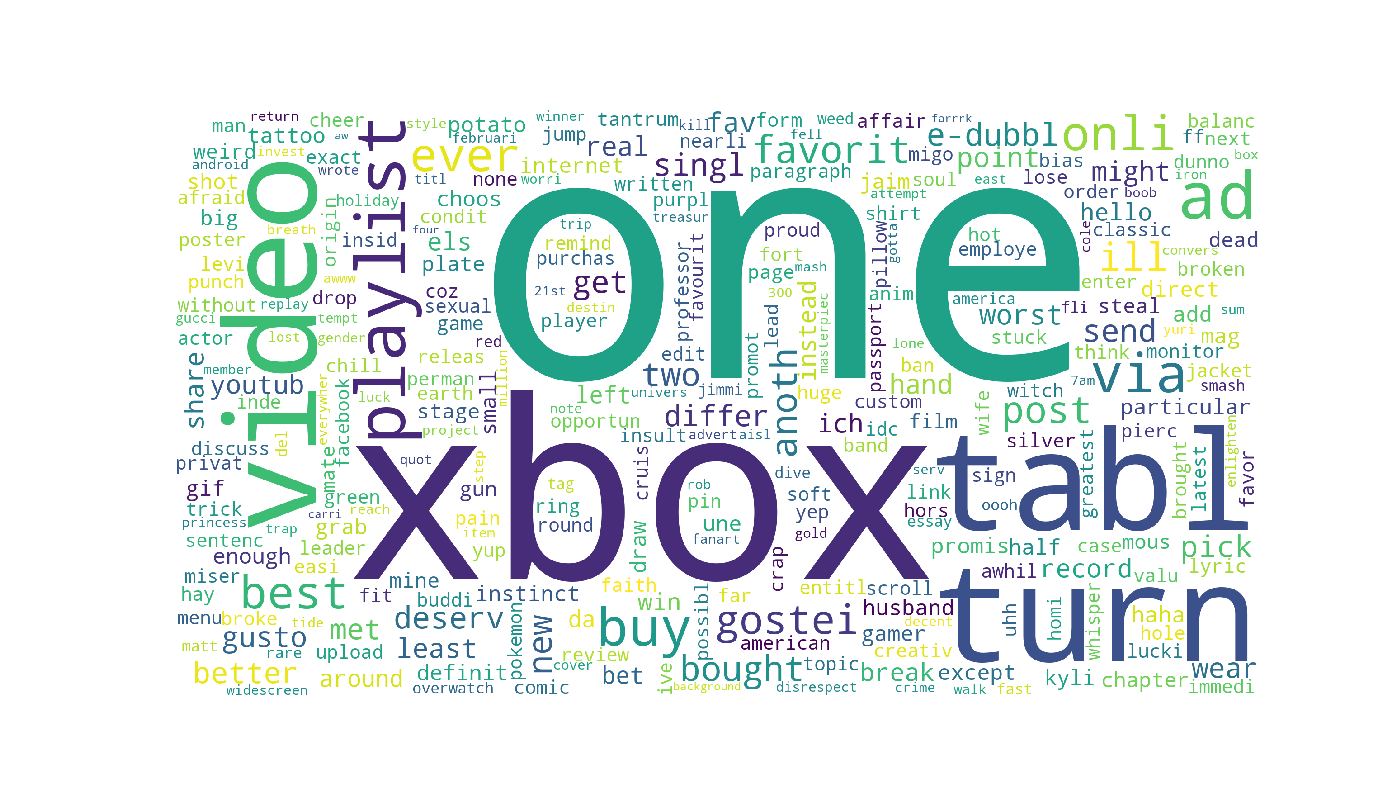 return
cheer
man
tattoo
aw
weird
invest
exact
android
wrote
shot
afraid
holiday
big
breath
poster
insid
levi
punch
awww
without
replay
drop
gucci
tempt
actor
lost
gender
member
chill
share
youtub
luck
inde
facebook
everywher
origin
video
playlist
style
potato
februari
ever
titl
none
worri
condit
choos
four
els
plate
coz
sexual
game
red
releas
perman
earth
stage
small
million
project
winner
tantrum
jump
kill
fav
form
weed
affair
farrrk
real
nearli
fell
internet
singl
favorit
migo
e-dubbl
onli
ff
next
balanc
written
paragraph
jaim
soul
point
bias
dunno
box
purpl
treasur
attempt
east
lose
might
iron
ad
order
boob
shirt
gotta
hello
classic
cole
dead
trip
remind
purchas
get
21st
destin
player
proud
fort
page
mash
300
masterpiec
anim
pillow
passport
hot
employe
america
worst
lone
stuck
ban
hand
one
professor
favourit
edit
promot
lead
instead
anoth
two
jimmi
huge
left
univers
differ
note
opportun
insult
advert
aisl
custom
ich
idc
film
band
ill
convers
broken
enter
direct
fli
steal
add
sum
send
yuri
mag
think
monitor
via
jacket
witch
7am
smash
wife
post
particular
silver
pierc
discuss
del
mate
privat
quot
gif
green
trick
carri
reach
princess
trap
grab
sentenc
leader
enough
easi
miser
gun
step
pain
iten
yup
xbox
tag
ring
round
cruis
draw
rob
pin
une
fanart
dive
soft
yep
gold
crap
serv
link
hors
essay
sign
oooh
greatest
tabl
brought
latest
enlighten
favor
promis
half
case
mous
pick
awhil
record
valu
lyric
hay
best
fit
mine
buddi
instinct
faith
win
far
entitl
scroll
husband
decent
turn
uhh
homi
whisper
haha
hole
lucki
menu
broke
tide
gusto
met
deserv
least
matt
rare
upload
pokemon
new
da
review
cover
buy
possibl
gostei
american
gamer
creativ
better
around
definit
bet
ive
bought
topic
break
except
wear
widescreen
overwatch
comic
background
disrespect
crime
walk
fast
kyli
chapter
immedi